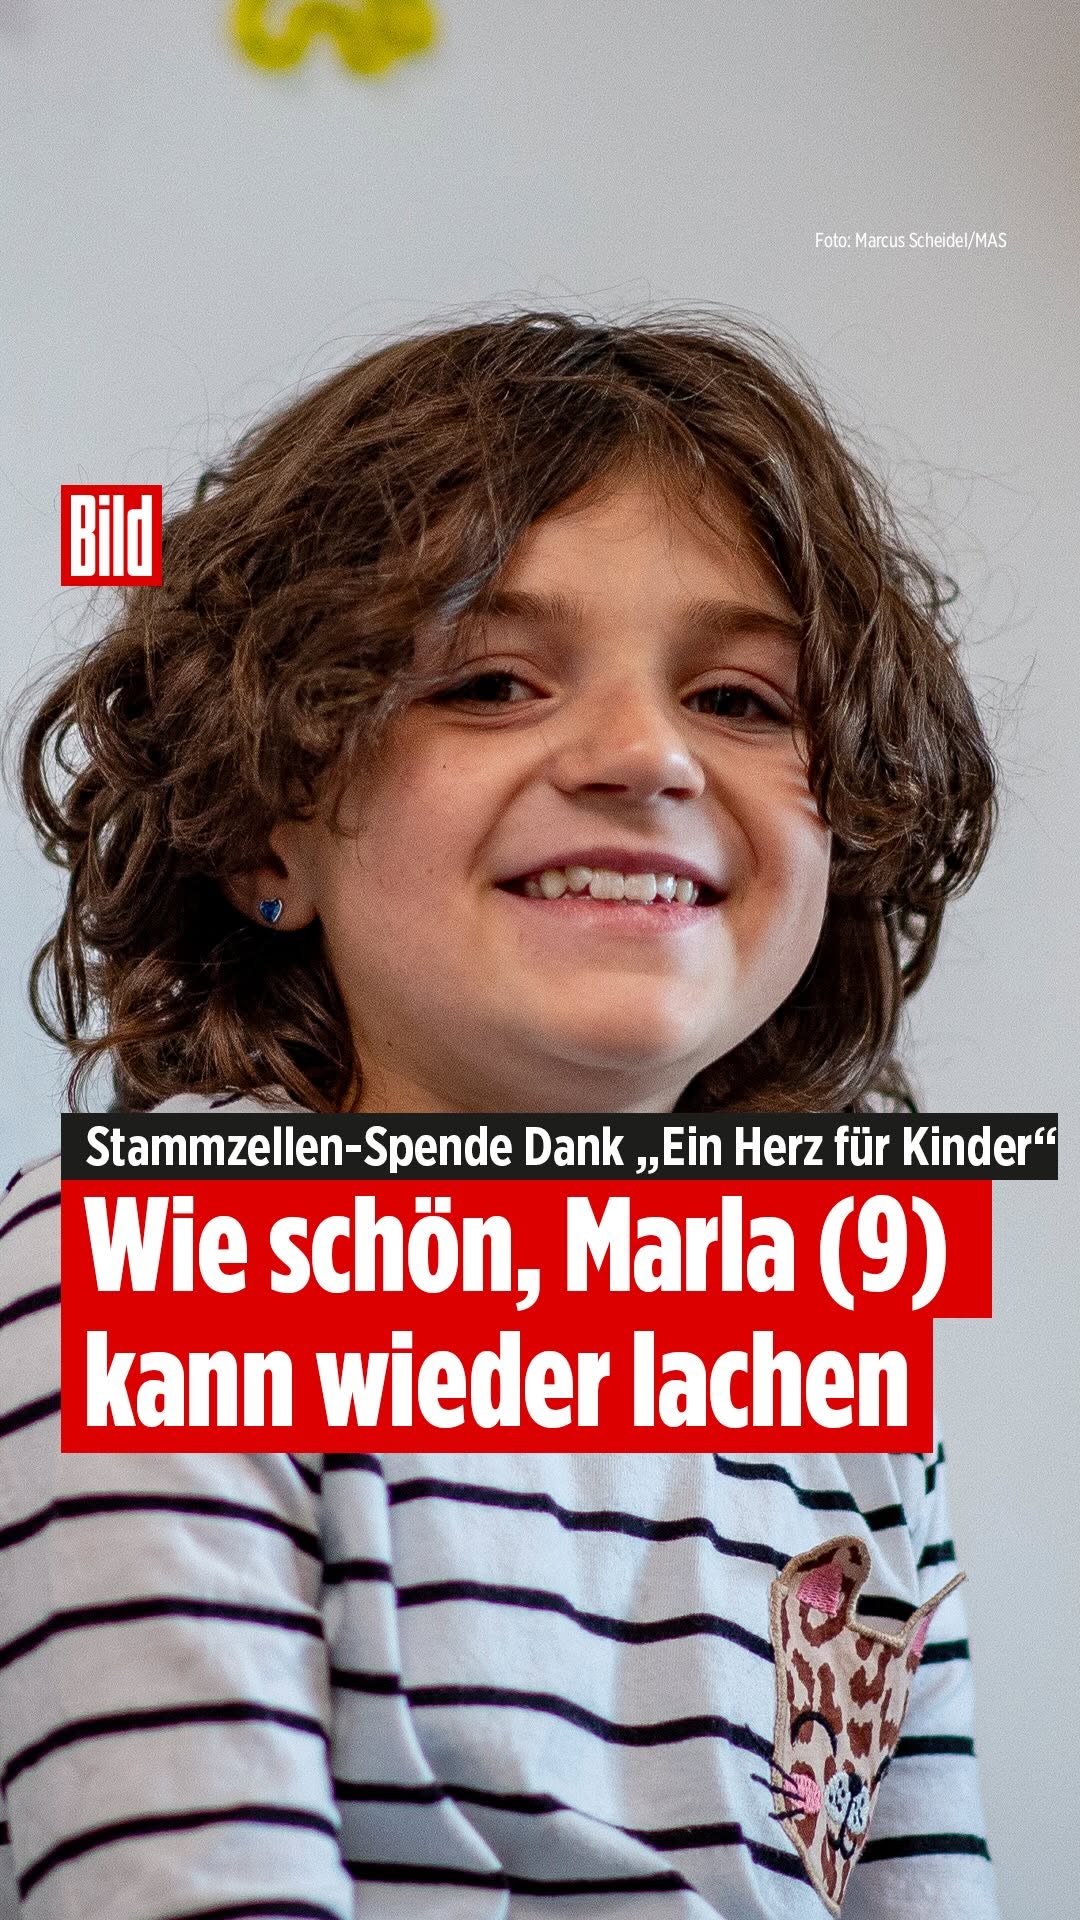 Foto: Marcus Scheidel/MAS
Bild
Stammzellen-Spende Dank „Ein Herz für Kinder“
Wie schön, Marla (9)
kann wieder lachen